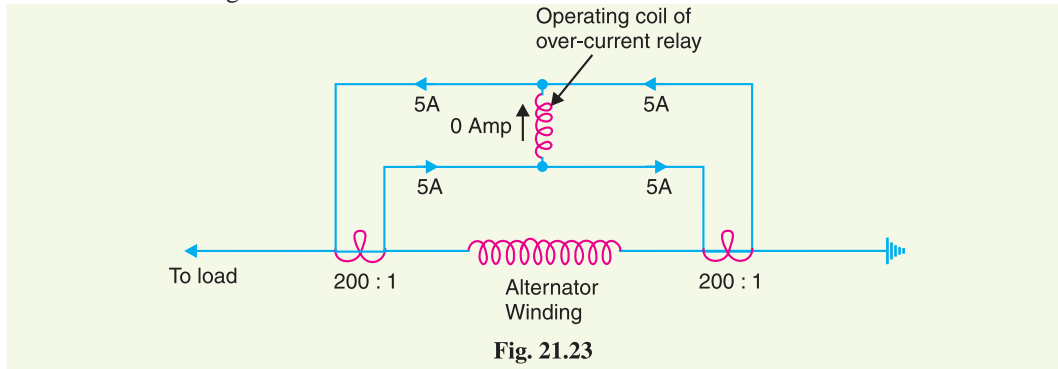 Operating coil of
over-current relay
5A
5A
0 Amp
5A
5A
To load
200 : 1
Alternator
Winding
200 : 1
Fig. 21.23